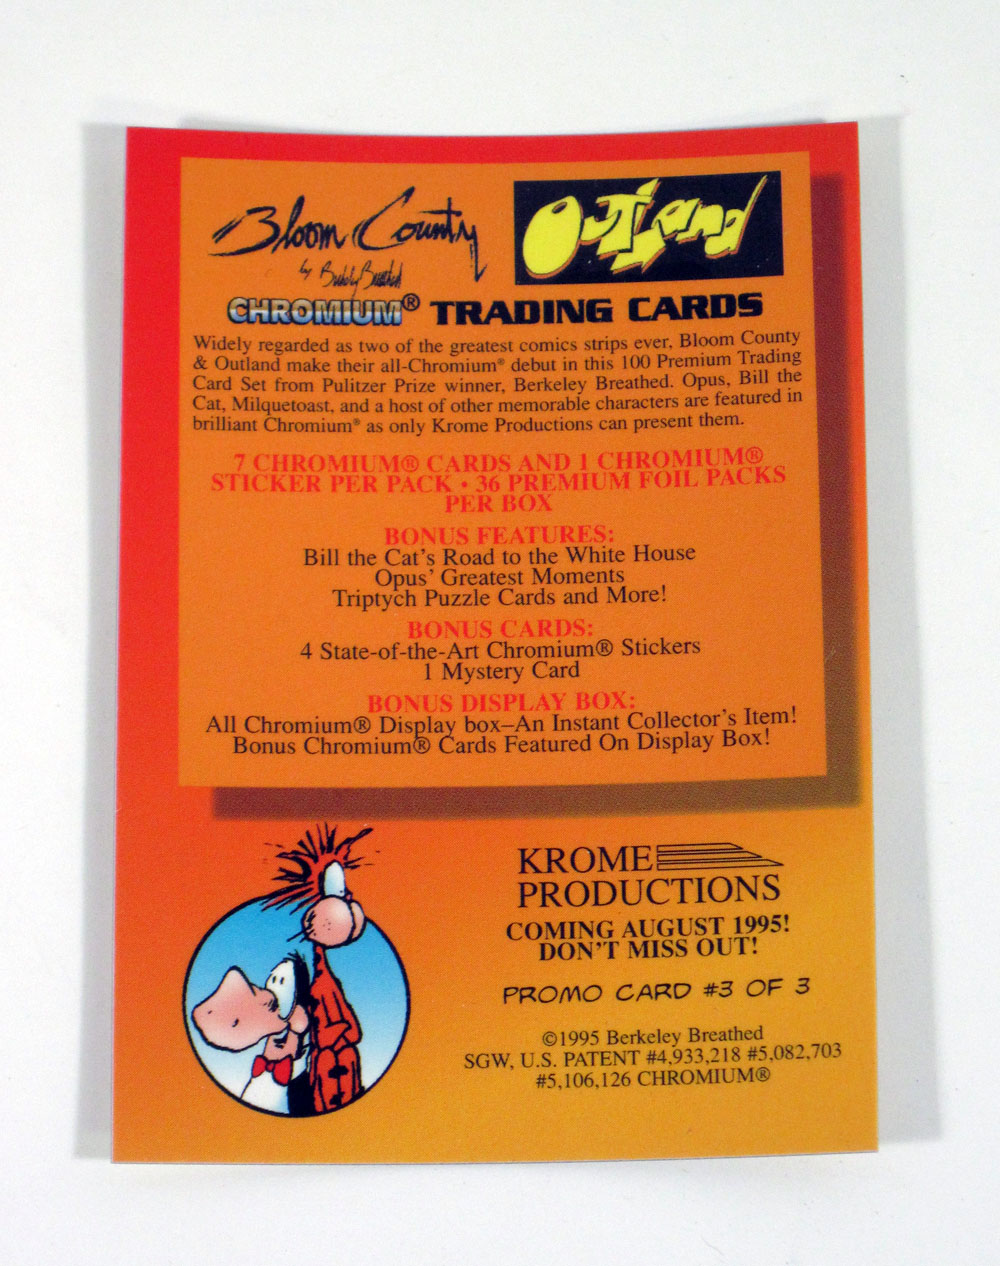 Bloom County
by Berkeley Breathed
OUTLAND
CHROMIUM® TRADING CARDS
Widely regarded as two of the greatest comics strips ever, Bloom County
& Outland make their all-Chromium® debut in this 100 Premium Trading
Card Set from Pulitzer Prize winner, Berkeley Breathed. Opus, Bill the
Cat, Milquetoast, and a host of other memorable characters are featured in
brilliant Chromium® as only Krome Productions can present them.
7 CHROMIUM® CARDS AND 1 CHROMIUM®
STICKER PER PACK • 36 PREMIUM FOIL PACKS
PER BOX
BONUS FEATURES:
Bill the Cat's Road to the White House
Opus' Greatest Moments
Triptych Puzzle Cards and More!
BONUS CARDS:
4 State-of-the-Art Chromium® Stickers
1 Mystery Card
BONUS DISPLAY BOX:
All Chromium® Display box–An Instant Collector's Item!
Bonus Chromium® Cards Featured On Display Box!
KROME
PRODUCTIONS
COMING AUGUST 1995!
DON'T MISS OUT!
PROMO CARD #3 OF 3
©1995 Berkeley Breathed
SGW, U.S. PATENT #4,933,218 #5,082,703
#5,106,126 CHROMIUM®